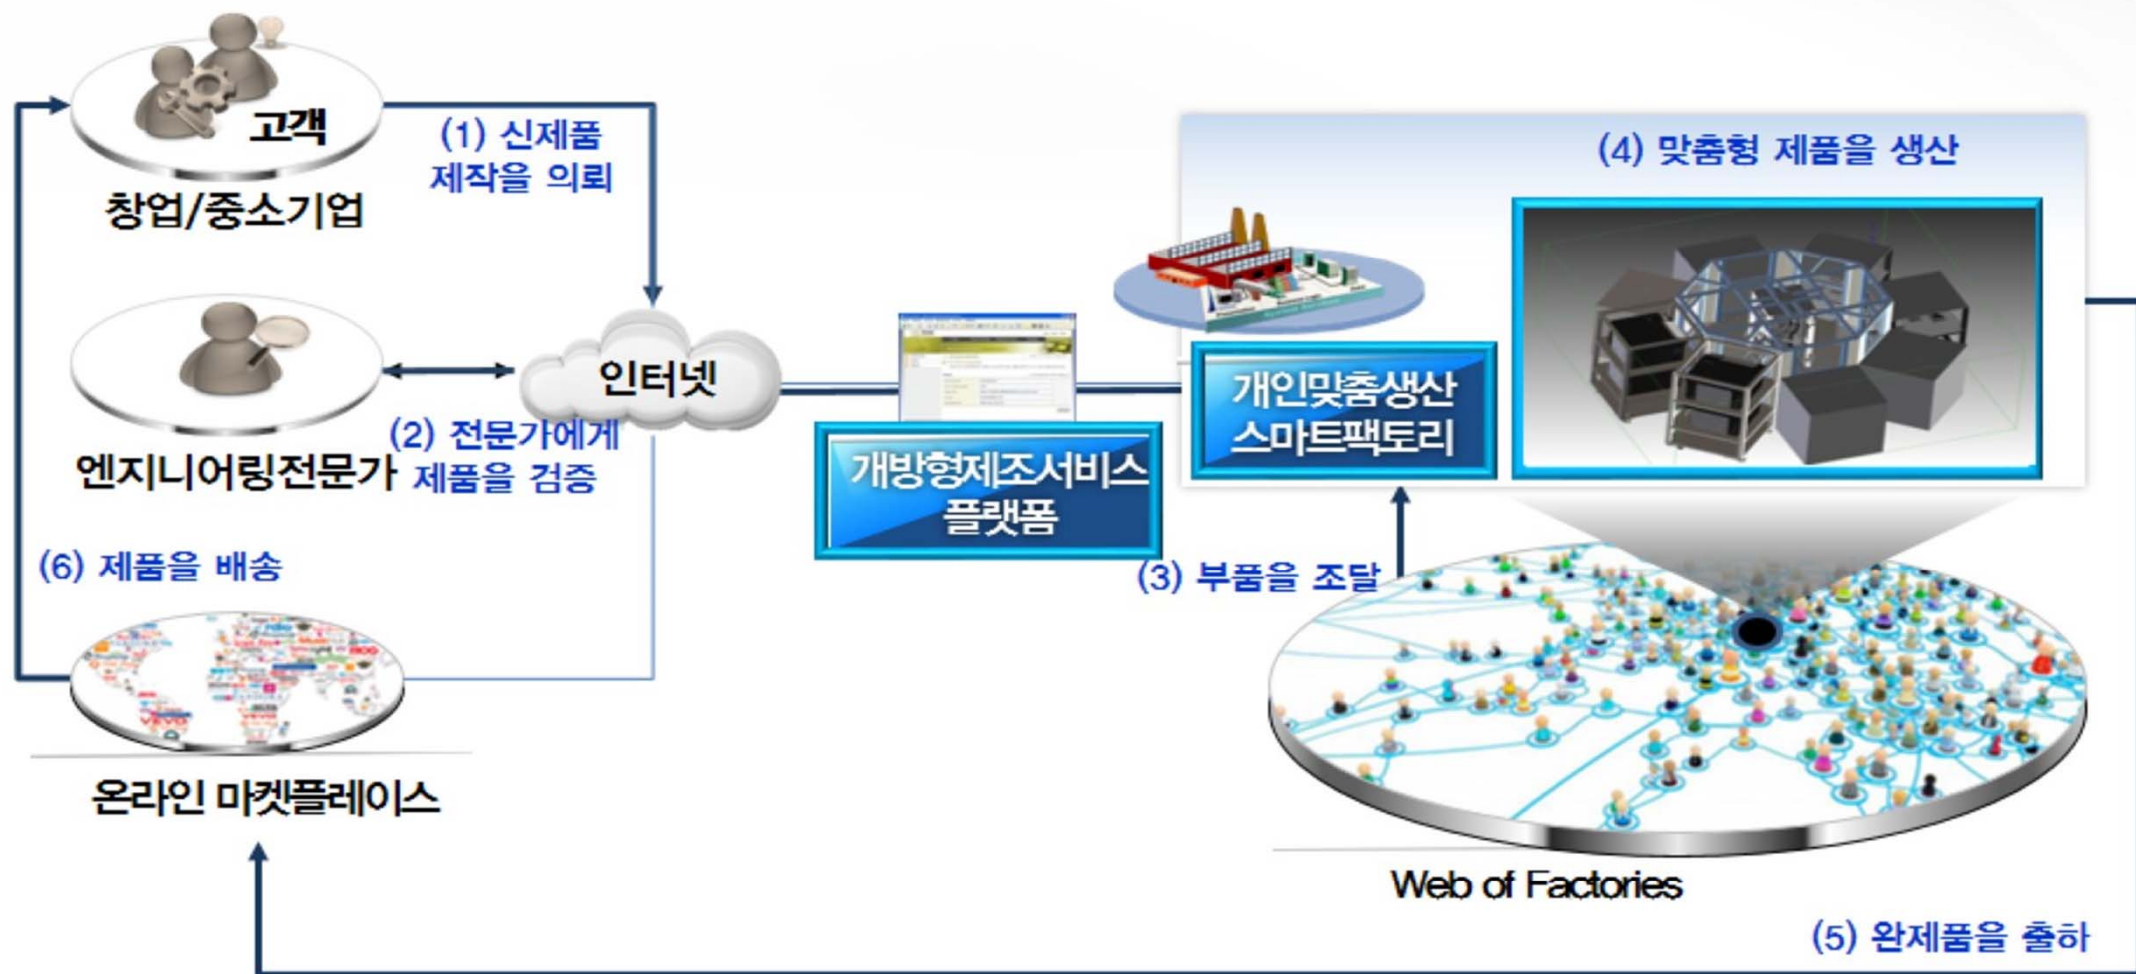 고객
창업/중소기업
(1) 신제품
제작을 의뢰
(4) 맞춤형 제품을 생산
인터넷
엔지니어링전문가
(2) 전문가에게
제품을 검증
개방형제조서비스
플랫폼
개인맞춤생산
스마트팩토리
(3) 부품을 조달
(6) 제품을 배송
VEVO
VEVO
온라인 마켓플레이스
Web of Factories
(5) 완제품을 출하